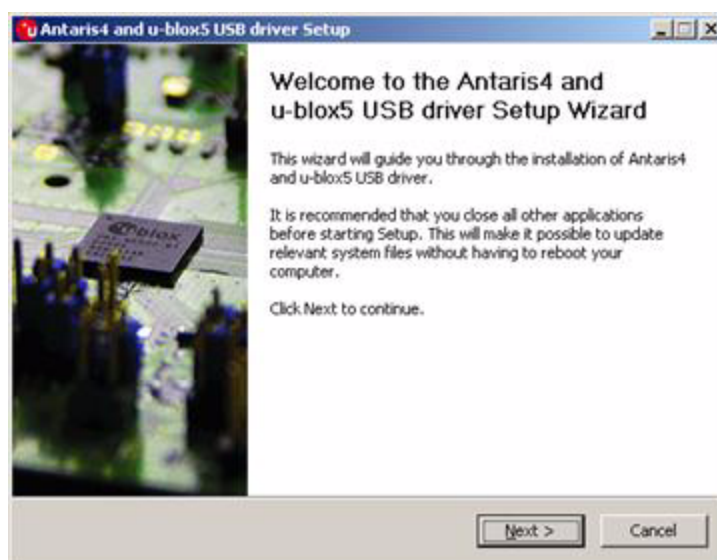 Antaris4 and u-blox5 USB driver Setup
Welcome to the Antaris4 and
u-blox5 USB driver Setup Wizard
This wizard will guide you through the installation of Antaris4
and u-blox5 USB driver.
It is recommended that you close all other applications
before starting Setup. This will make it possible to update
relevant system files without having to reboot your
computer.
Click Next to continue.
blox
Next >
Cancel